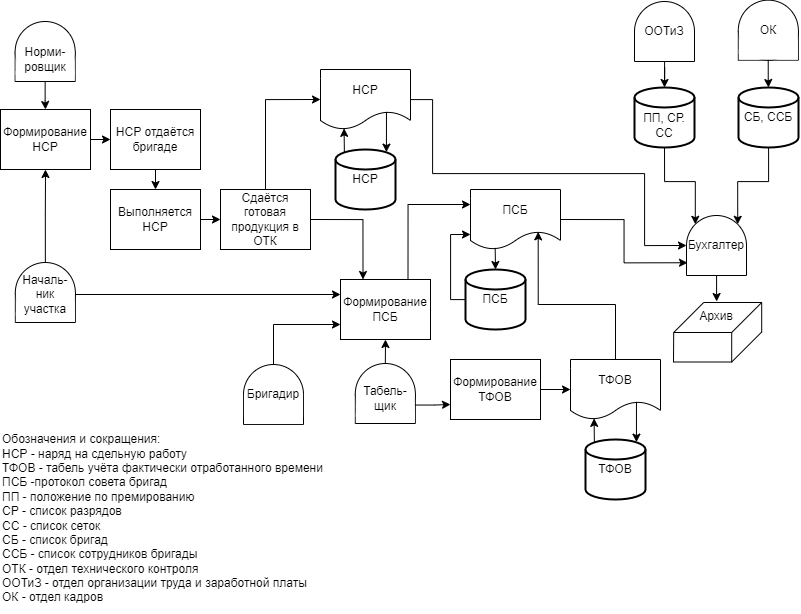 ООТиЗ
ОК
Норми-
ровщик
НСР
ПП, СР.
СС
СБ, ССБ
Формирование
НСР
НСР отдаётся
бригаде
НСР
Выполняется
НСР
Сдаётся
готовая
продукция в
ОТК
ПСБ
Бухгалтер
Началь-
ник
участка
Формирование
ПСБ
ПСБ
Архив
Бригадир
Табель-
щик
Формирование
ТФОВ
ТФОВ
ТФОВ
Обозначения и сокращения:
НСР - наряд на сдельную работу
ТФОВ - табель учёта фактически отработанного времени
ПСБ -протокол совета бригад
ПП - положение по премированию
СР - список разрядов
СС - список сеток
СБ - список бригад
ССБ - список сотрудников бригады
ОТК - отдел технического контроля
ООТиЗ - отдел организации труда и заработной платы
ОК - отдел кадров